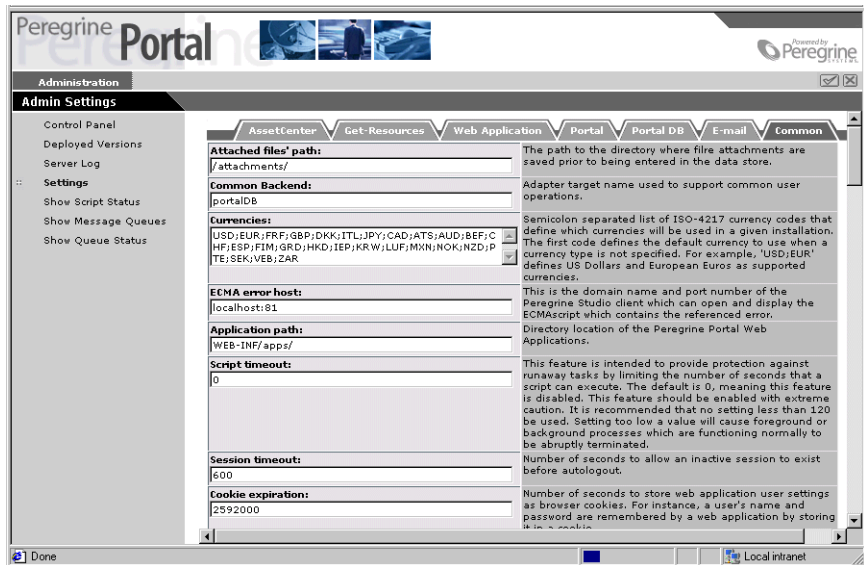 Peregrine Portal
Powered by
Peregrine
SYSTEMS
Administration
Admin Settings
Control Panel
Deployed Versions
Server Log
Settings
Show Script Status
Show Message Queues
Show Queue Status
AssetCenter
Get-Resources
Web Application
Portal
Portal DB
E-mail
Common
Attached files' path:
/attachments/
The path to the directory where filre attachments are
saved prior to being entered in the data store.
Common Backend:
portalDB
Adapter target name used to support common user
operations.
Currencies:
USD;EUR;FRF;GBP;DKK;ITL;JPY;CAD;ATS;AUD;BEF;C
HF;ESP;FIM;GRD;HKD;IEP;KRW;LUF;MXN;NOK;NZD;P
TE;SEK;VEB;ZAR
Semicolon separated list of ISO-4217 currency codes that
define which currencies will be used in a given installation.
The first code defines the default currency to use when a
currency type is not specified. For example, 'USD;EUR'
defines US Dollars and European Euros as supported
currencies.
ECMA error host:
localhost:81
This is the domain name and port number of the
Peregrine Studio client which can open and display the
ECMAscript which contains the referenced error.
Application path:
WEB-INF/apps/
Directory location of the Peregrine Portal Web
Applications.
Script timeout:
0
This feature is intended to provide protection against
runaway tasks by limiting the number of seconds that a
script can execute. The default is 0, meaning this feature
is disabled. This feature should be enabled with extreme
caution. It is recommended that no setting less than 120
be used. Setting too low a value will cause foreground or
background processes which are functioning normally to
be abruptly terminated.
Session timeout:
600
Number of seconds to allow an inactive session to exist
before autologout.
Cookie expiration:
2592000
Number of seconds to store web application user settings
as browser cookies. For instance, a user's name and
password are remembered by a web application by storing
it in a cookie.
Done
Local intranet